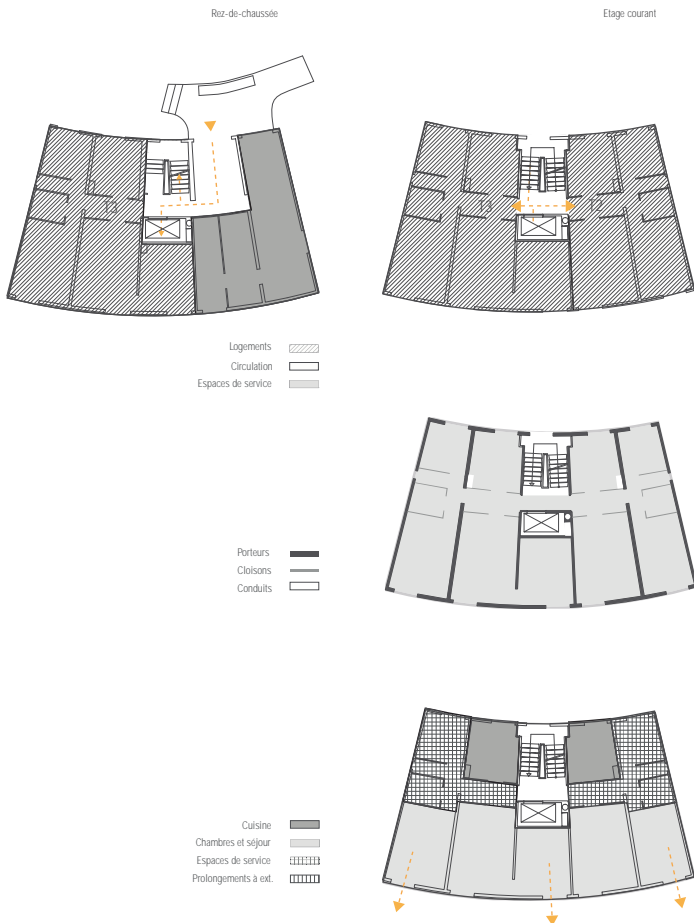 Rez-de-chaussée
Etage courant
T3
T3
T2
Logements
Circulation
Espaces de service
Porteurs
Cloisons
Conduits
Cuisine
Chambres et séjour
Espaces de service
Prolongements à ext.